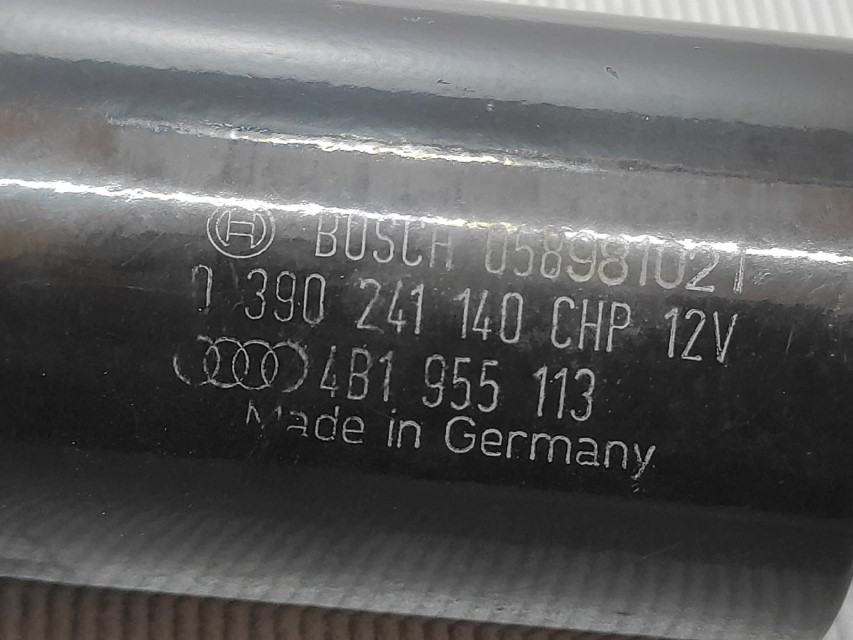 BOSCH 058981021
0 390 241 140 CHP 12V
4B1 955 113
Made in Germany